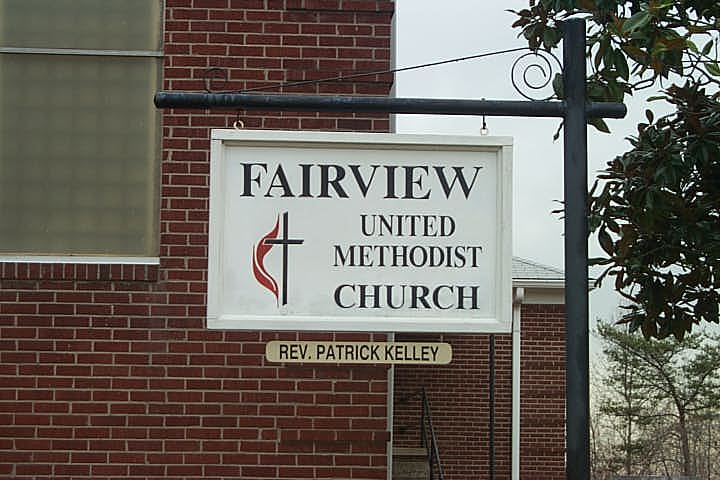 FAIRVIEW
UNITED
METHODIST
CHURCH
REV. PATRICK KELLEY